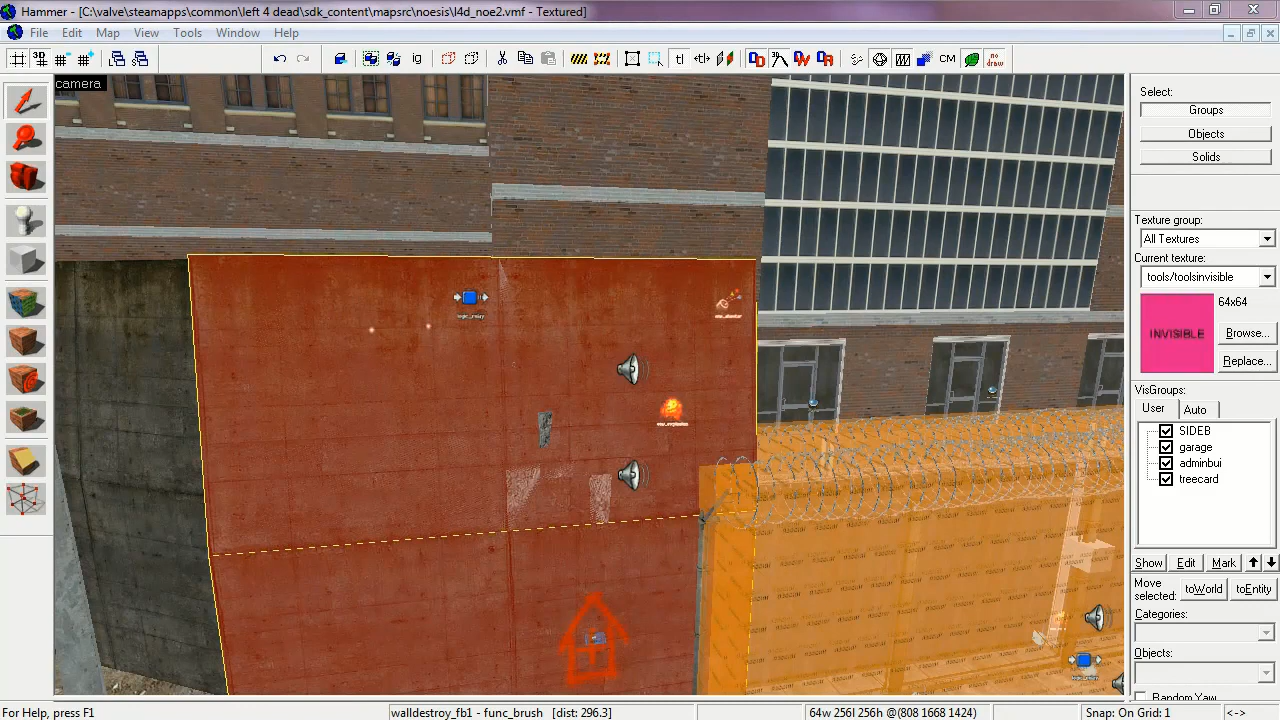 Hammer - [C:\valve\steamapps\common\left 4 dead\sdk_content\mapsrc\noesis\l4d_noe2.vmf - Textured]
File Edit Tools Map View Tools Window Help
camera
Select:
Groups
Objects
Solids
Texture group:
All Textures
Current texture:
tools/toolsinvisible
64x64
INVISIBLE
Browse...
Replace...
VisGroups:
User Auto
SIDEB
garage
adminbui
treecard
Show Edit Mark
Move selected: toWorld toEntity
Categories:
Objects:
Random Yaw
For Help, press F1
walldestroy_fb1 - func_brush [dist: 296.3]
64w 256l 256h @(808 1668 1424)
Snap: On Grid: 1
<->